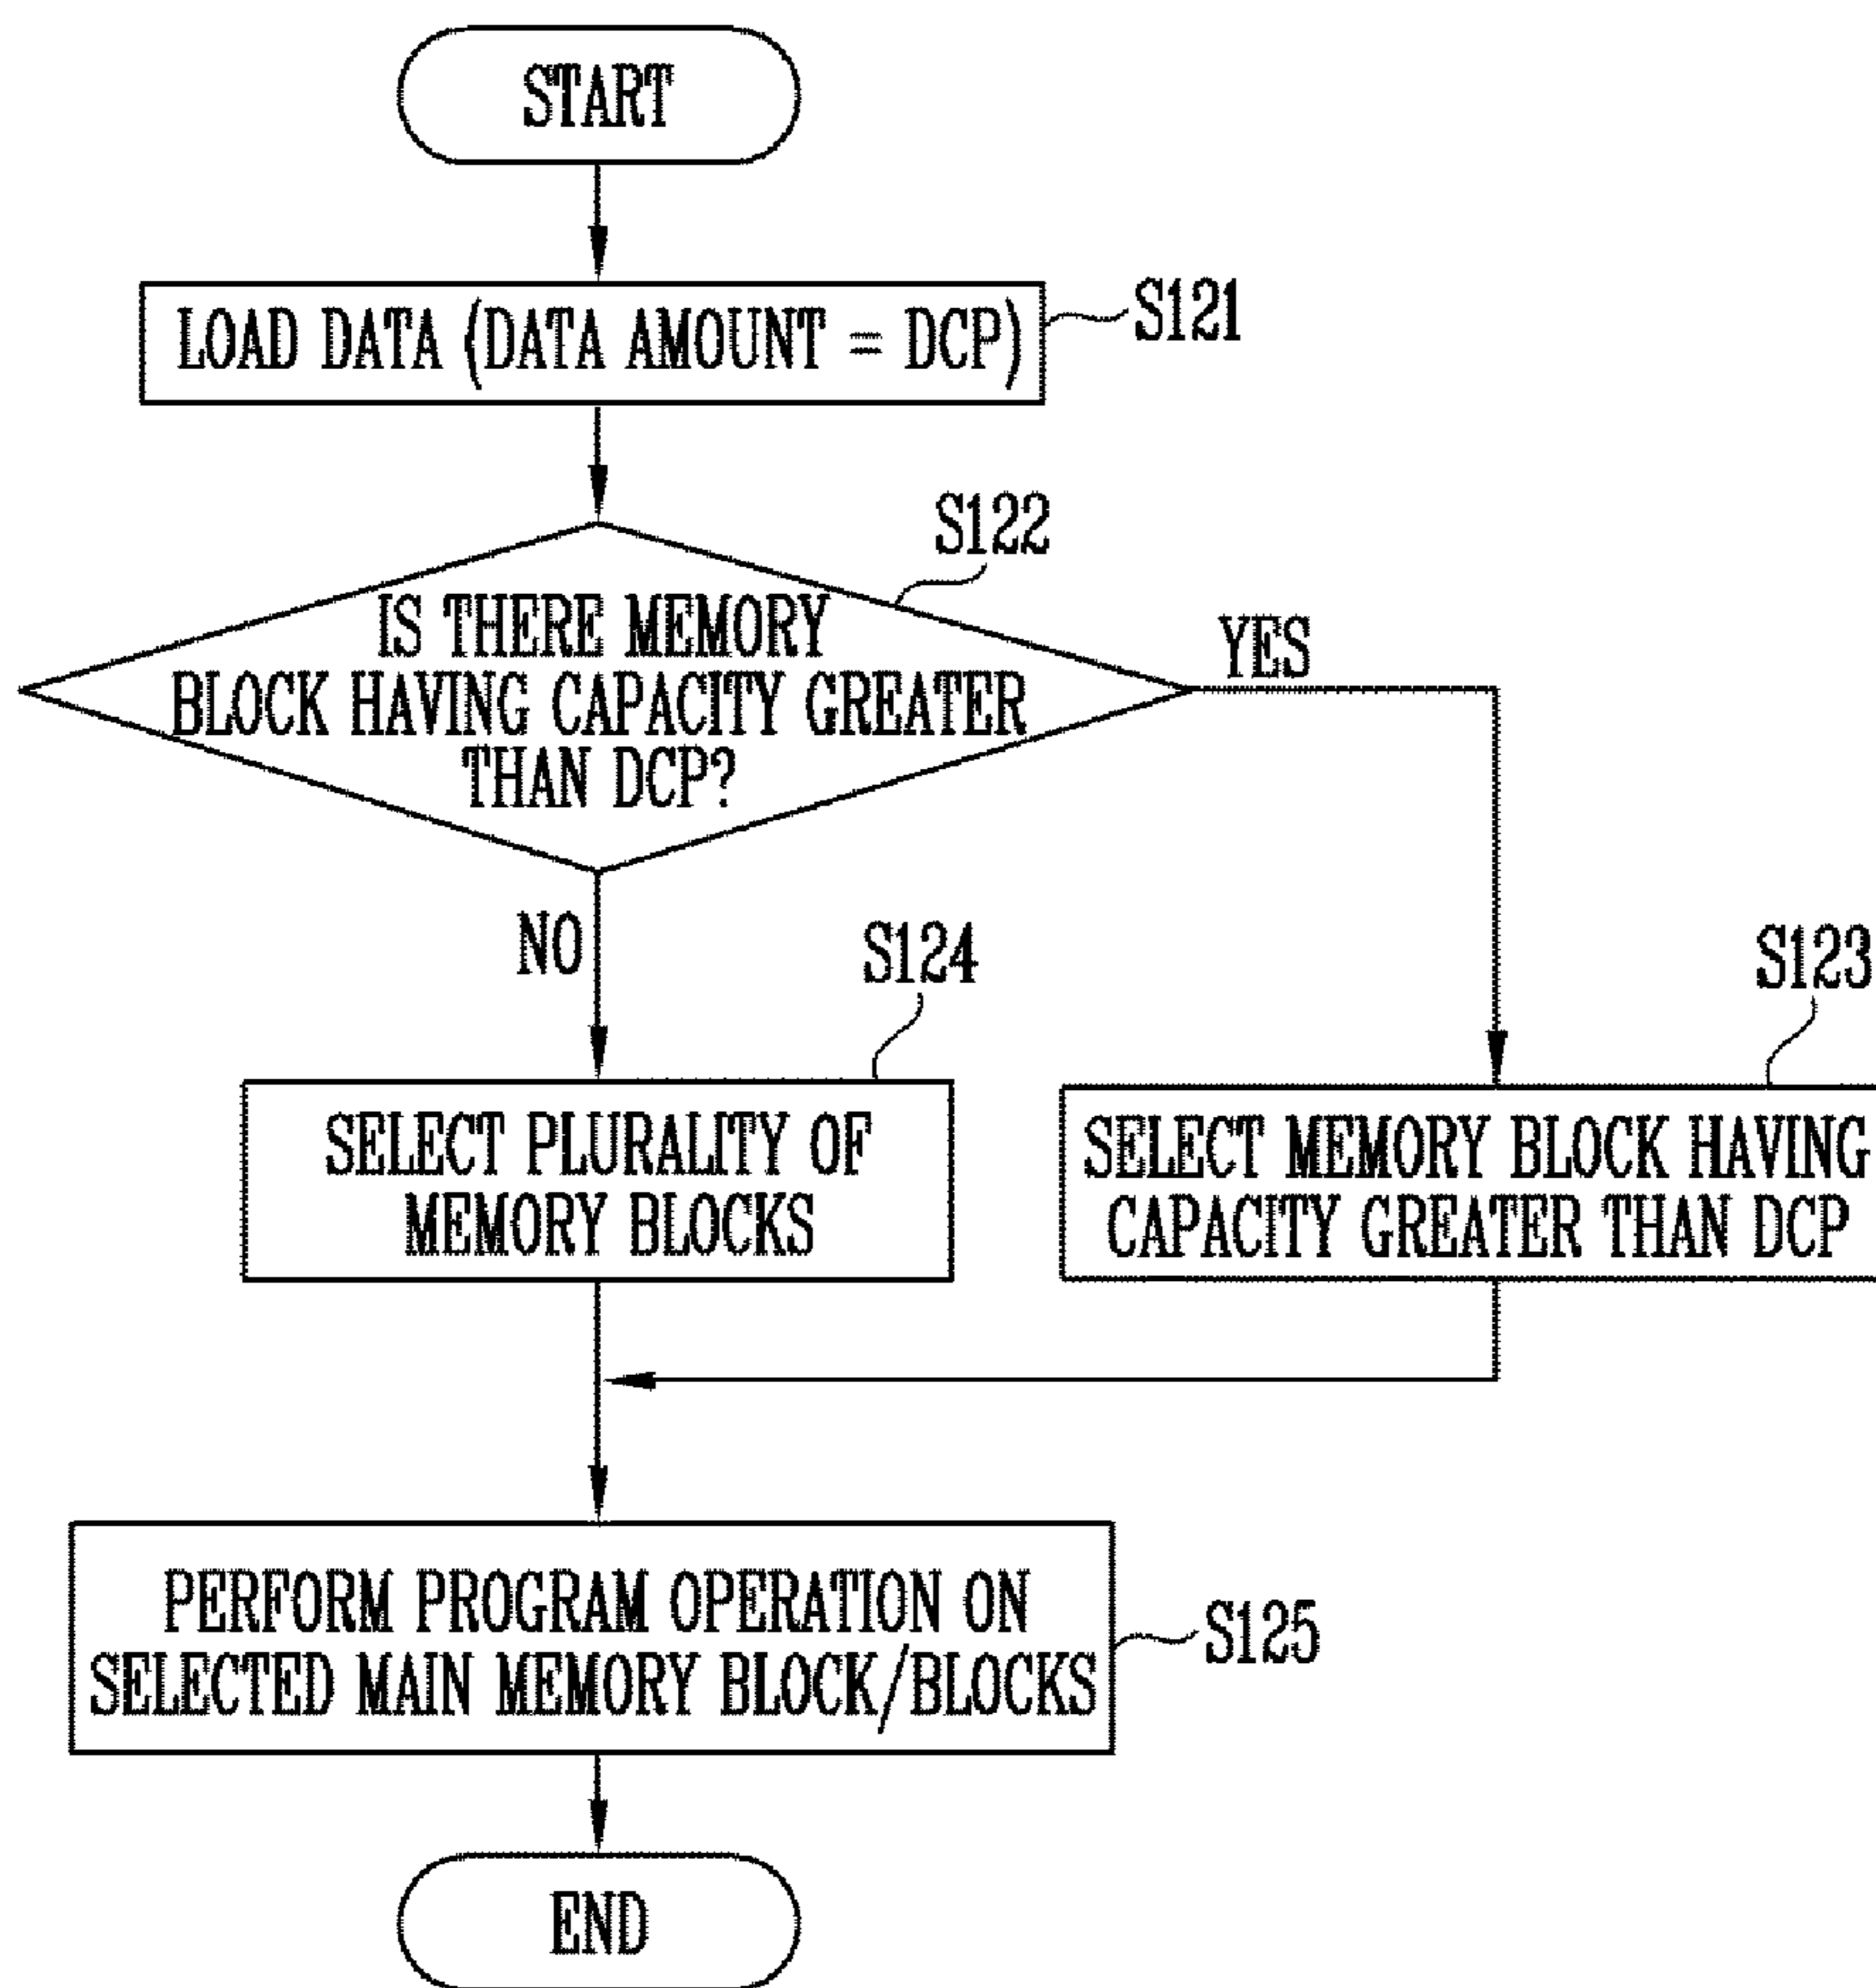 START
LOAD DATA (DATA AMOUNT = DCP)
S121
S122
IS THERE MEMORY
BLOCK HAVING CAPACITY GREATER
THAN DCP?
YES
NO
S124
S123
SELECT PLURALITY OF
MEMORY BLOCKS
SELECT MEMORY BLOCK HAVING
CAPACITY GREATER THAN DCP
PERFORM PROGRAM OPERATION ON
SELECTED MAIN MEMORY BLOCK/BLOCKS
S125
END